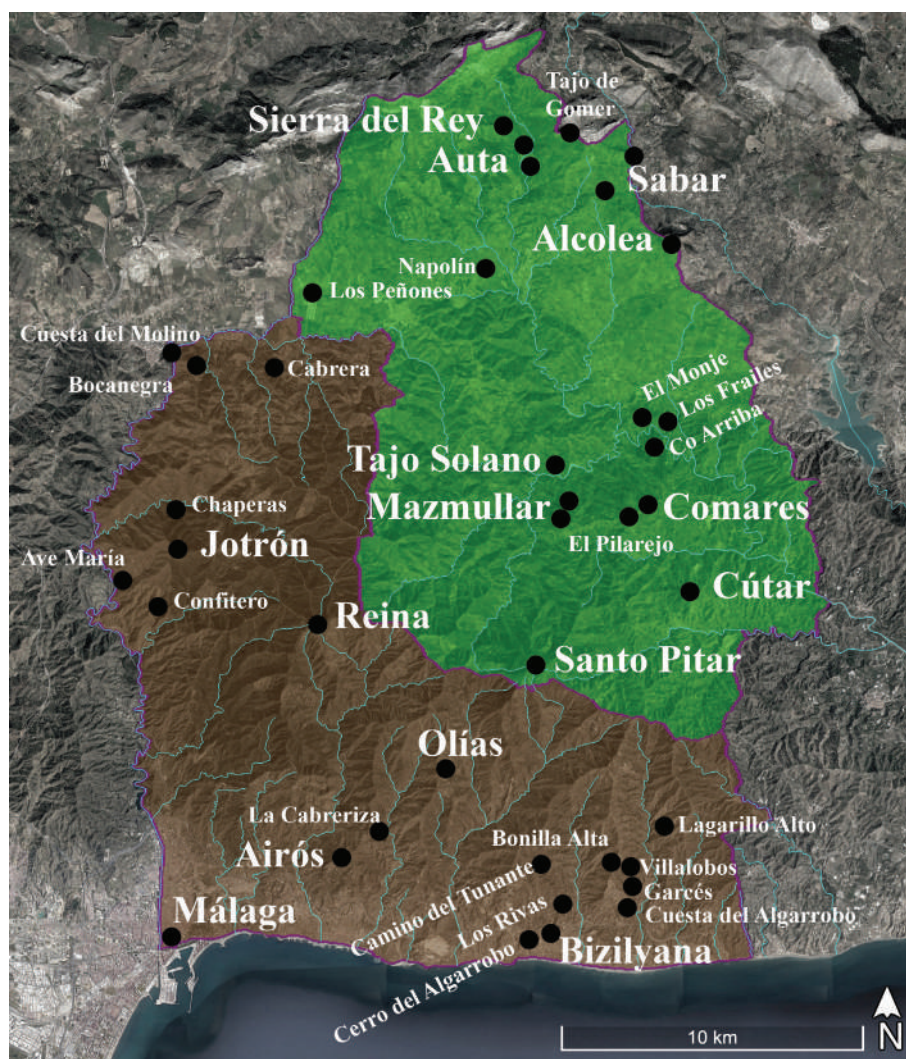 Tajo de
Gomer
Sierra del Rey
Auta
Sabar
Alcolea
Napolín
Los Peñones
Cuesta del Molino
Bocanegra
Cabrera
El Monje
Los Frailes
Co Arriba
Tajo Solano
Mazmullar
Comares
El Pilarejo
Chaperas
Jotrón
Ave María
Confitero
Cútar
Reina
Santo Pitar
Olías
La Cabreriza
Airós
Bonilla Alta
Lagarillo Alto
Villalobos
Garcés
Cuesta del Algarrobo
Camino del Tunante
Los Rivas
Málaga
Bizilyana
Cerro del Algarrobo
10 km
N